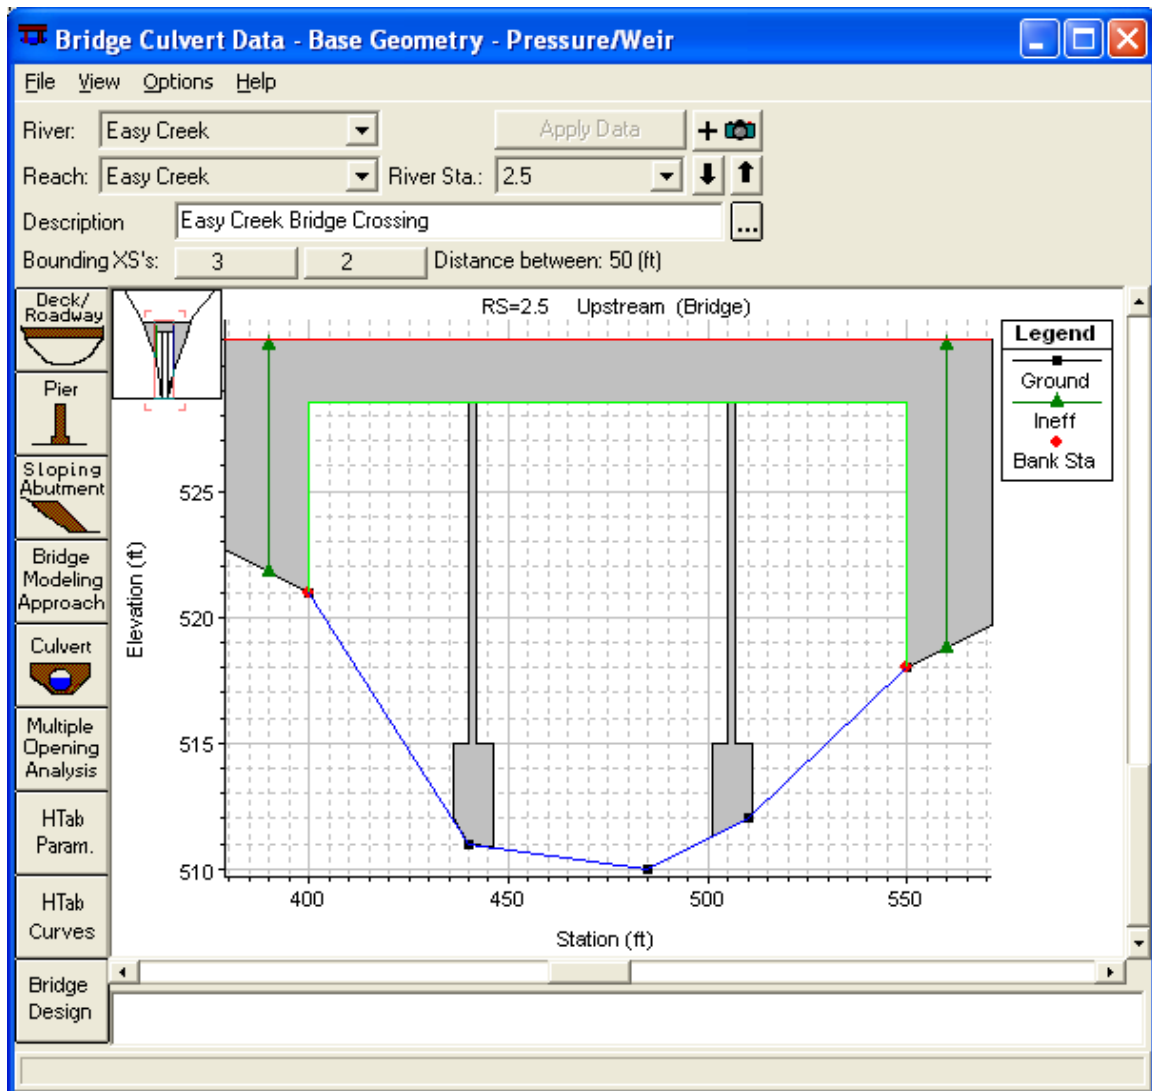 Bridge Culvert Data - Base Geometry - Pressure/Weir
File View Options Help
River: Easy Creek Apply Data +
Reach: Easy Creek River Sta.: 2.5
Description Easy Creek Bridge Crossing ...
Bounding XS's: 3 2 Distance between: 50 (ft)
Deck/
Roadway
Pier
Sloping
Abutment
Bridge
Modeling
Approach
Culvert
Multiple
Opening
Analysis
HTab
Param.
HTab
Curves
Bridge
Design
RS=2.5 Upstream (Bridge)
Elevation (ft)
525
520
515
510
400 450 500 550
Station (ft)
Legend
Ground
Ineff
Bank Sta